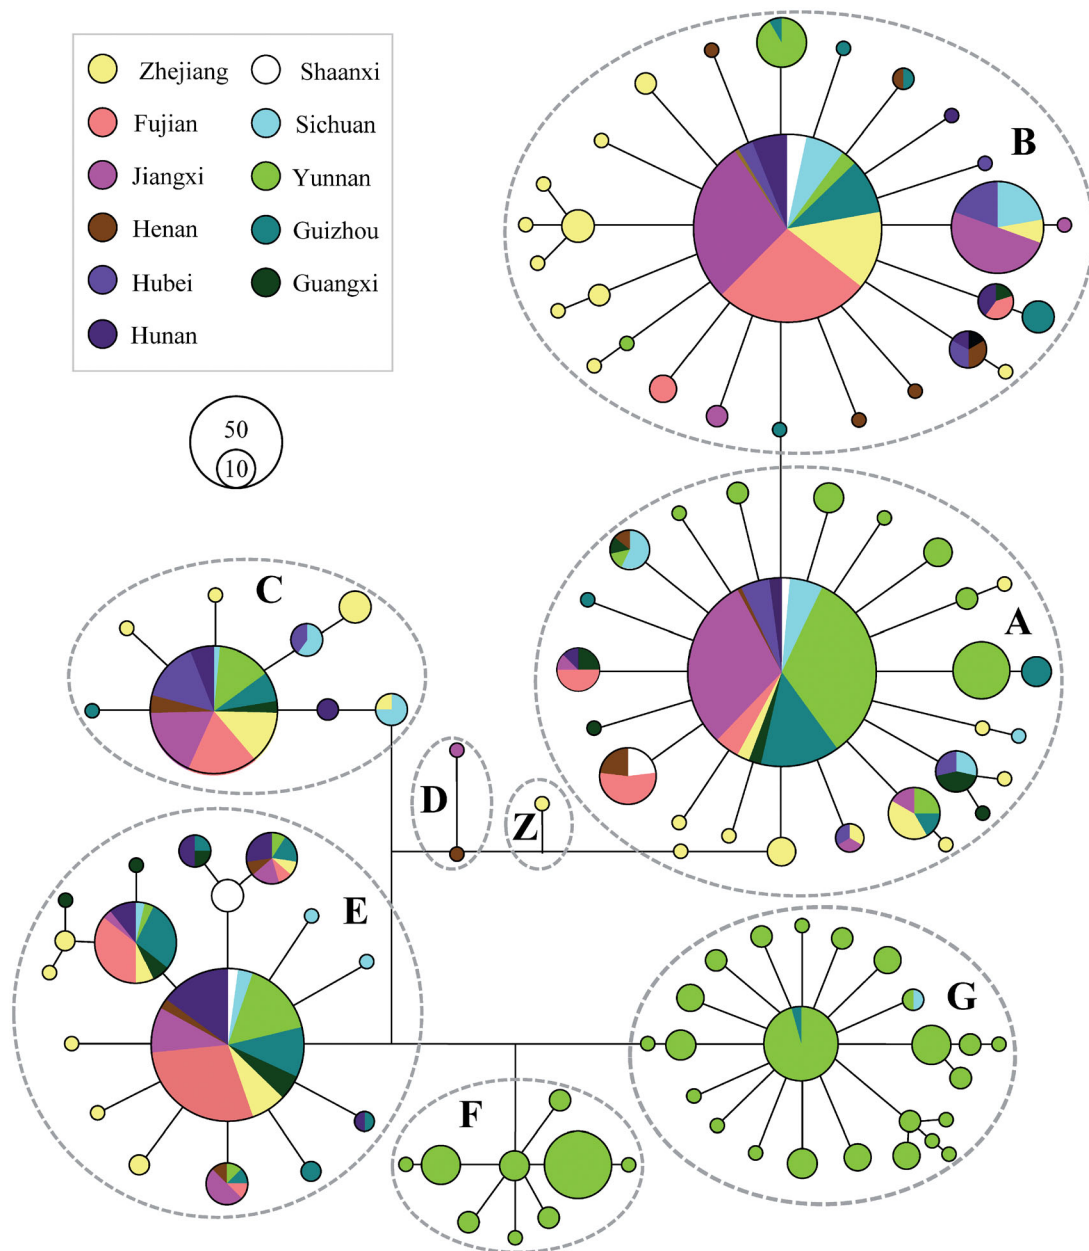 Zhejiang
Shaanxi
Fujian
Sichuan
Jiangxi
Yunnan
Henan
Guizhou
Hubei
Guangxi
Hunan
50
10
B
A
C
D
Z
E
G
F